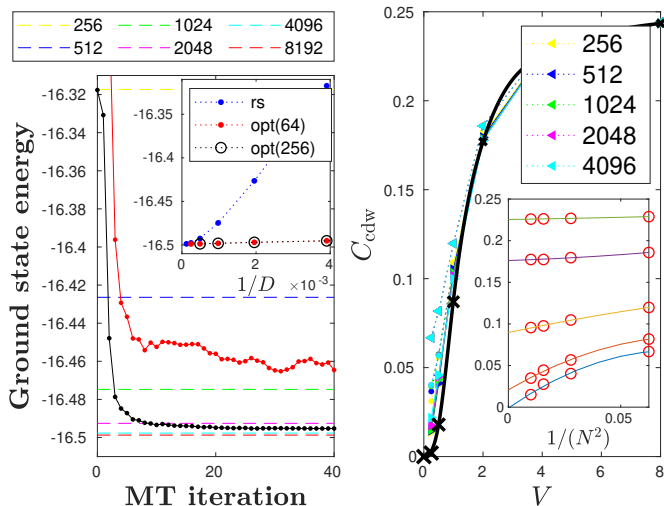 256 1024 4096
512 2048 8192
Ground state energy
-16.32
-16.34
-16.36
-16.38
-16.4
-16.42
-16.44
-16.46
-16.48
-16.5
0 20 40
MT iteration
-16.3
-16.4
-16.5
rs
opt(64)
opt(256)
0 2 4
1/D ×10⁻³
C_cdw
0.25
0.2
0.15
0.1
0.05
0
0 2 4 6 8
V
256
512
1024
2048
4096
0.25
0.2
0.15
0.1
0.05
0
0 0.05
1/(N²)